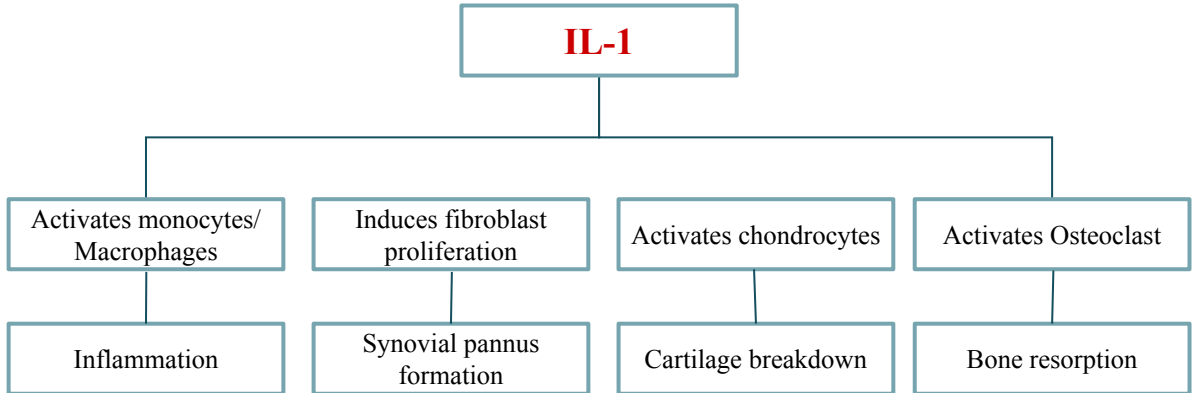 IL-1
Activates monocytes/
Macrophages
Induces fibroblast
proliferation
Activates chondrocytes
Activates Osteoclast
Inflammation
Synovial pannus
formation
Cartilage breakdown
Bone resorption